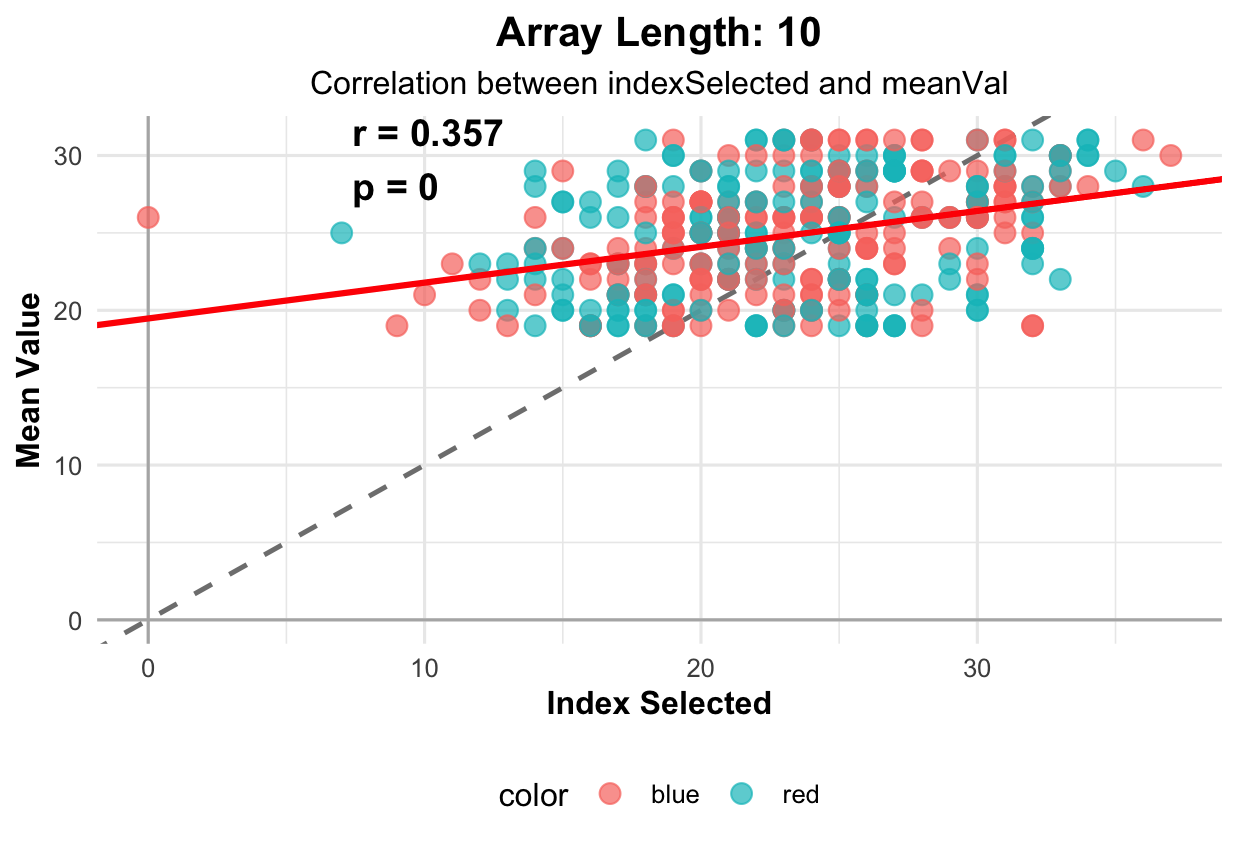 Array Length: 10
Correlation between indexSelected and meanVal
r = 0.357
p = 0
30
20
10
0
Mean Value
0 10 20 30
Index Selected
color blue red